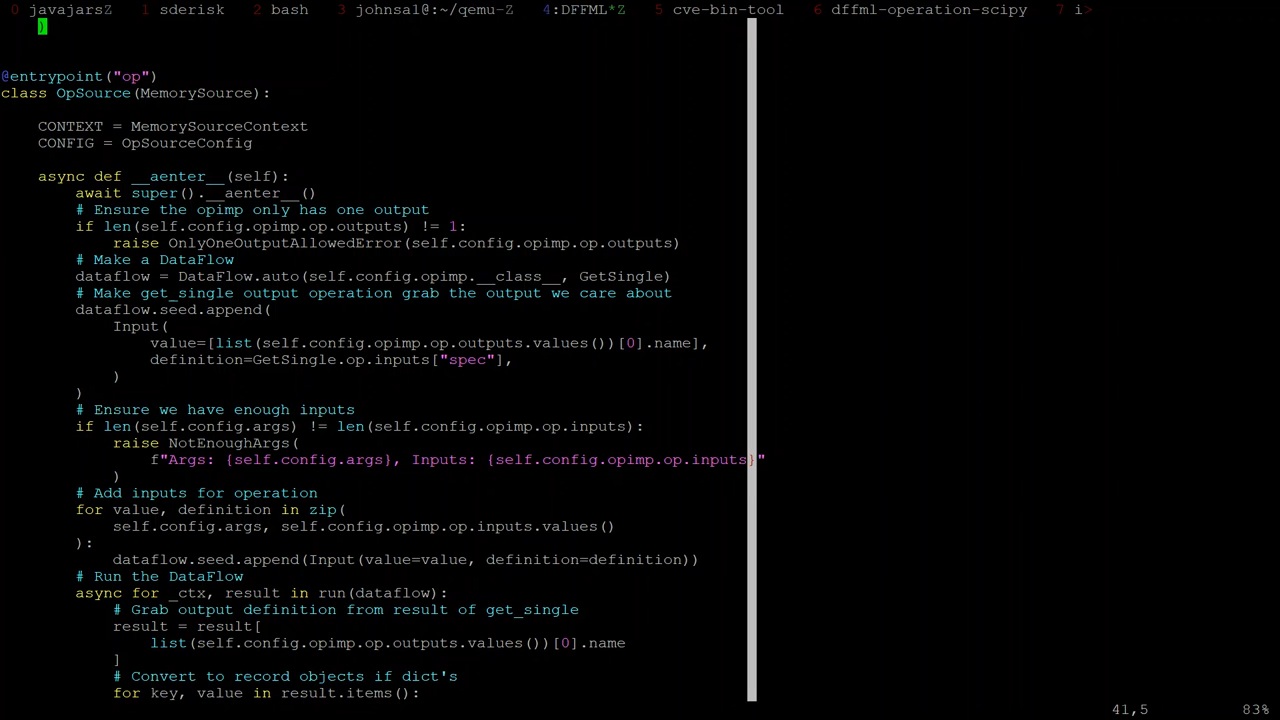 0 javajarsZ 1 sderisk 2 bash 3 johnsal@:~/qemu-Z 4:DFFML*Z 5 cve-bin-tool 6 dffml-operation-scipy 7 i>
)
@entrypoint("op")
class OpSource(MemorySource):
CONTEXT = MemorySourceContext
CONFIG = OpSourceConfig
async def __aenter__(self):
await super().__aenter__()
# Ensure the opimp only has one output
if len(self.config.opimp.op.outputs) != 1:
raise OnlyOneOutputAllowedError(self.config.opimp.op.outputs)
# Make a DataFlow
dataflow = DataFlow.auto(self.config.opimp.__class__, GetSingle)
# Make get_single output operation grab the output we care about
dataflow.seed.append(
Input(
value=[list(self.config.opimp.op.outputs.values())[0].name],
definition=GetSingle.op.inputs["spec"],
)
)
# Ensure we have enough inputs
if len(self.config.args) != len(self.config.opimp.op.inputs):
raise NotEnoughArgs(
f"Args: {self.config.args}, Inputs: {self.config.opimp.op.inputs}"
)
# Add inputs for operation
for value, definition in zip(
self.config.args, self.config.opimp.op.inputs.values()
):
dataflow.seed.append(Input(value=value, definition=definition))
# Run the DataFlow
async for _ctx, result in run(dataflow):
# Grab output definition from result of get_single
result = result[
list(self.config.opimp.op.outputs.values())[0].name
]
# Convert to record objects if dict's
for key, value in result.items():
41,5 83%